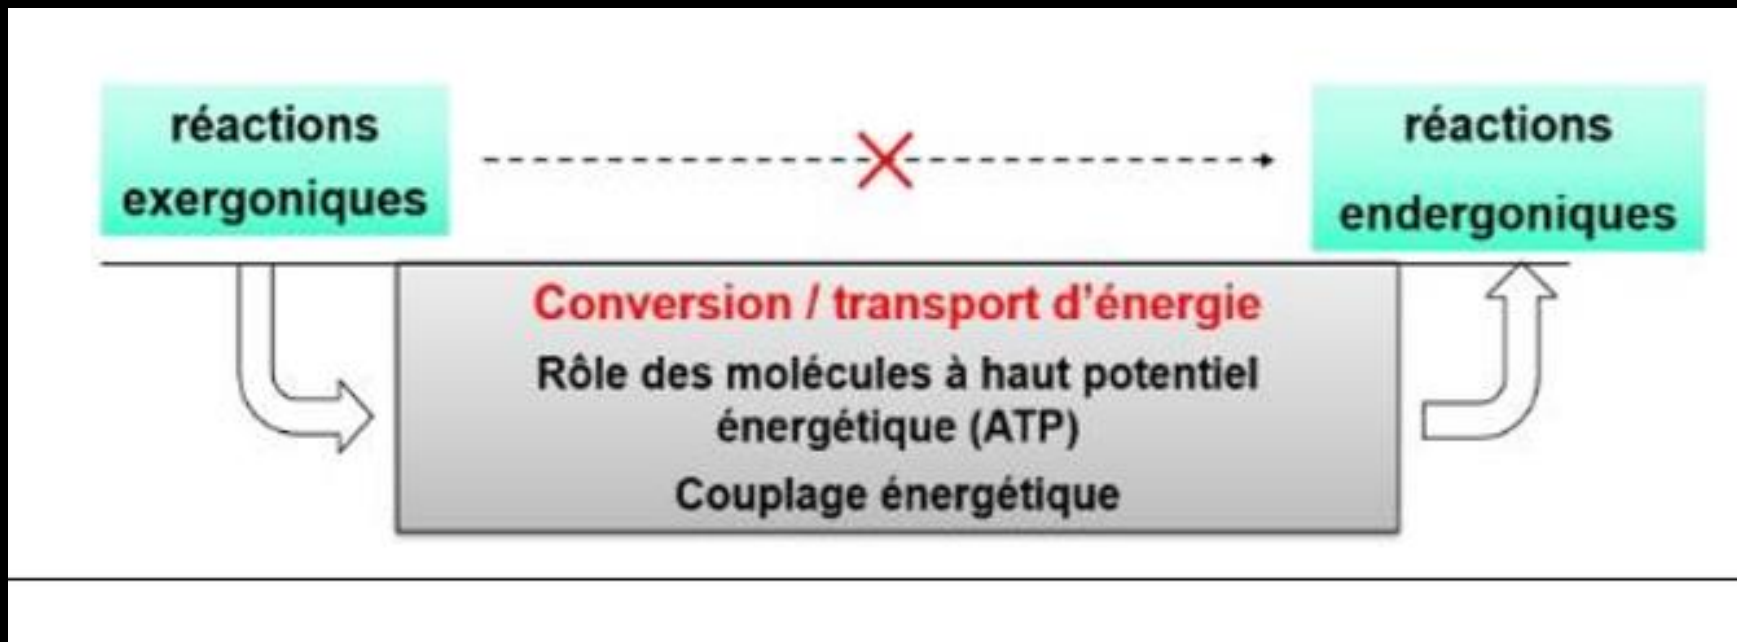 réactions
exergoniques
réactions
endergoniques
Conversion / transport d'énergie
Rôle des molécules à haut potentiel
énergétique (ATP)
Couplage énergétique